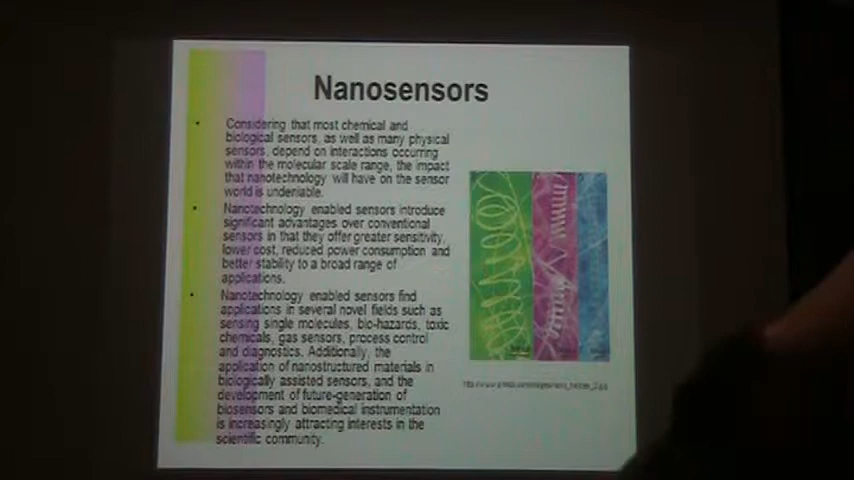 Nanosensors
• Considering that most chemical and
biological sensors, as well as many physical
sensors, depend on interactions occurring
within the molecular scale range, the impact
that nanotechnology will have on the sensor
world is undeniable.
• Nanotechnology enabled sensors introduce
significant advantages over conventional
sensors in that they offer greater sensitivity,
lower cost, reduced power consumption and
better stability to a broad range of
applications.
• Nanotechnology enabled sensors find
applications in several novel fields such as
sensing single molecules, bio-hazards, toxic
chemicals, gas sensors, process control
and diagnostics. Additionally, the
application of nanostructured materials in
biologically assisted sensors, and the
development of future-generation of
biosensors and biomedical instrumentation
is increasingly attracting interests in the
scientific community.